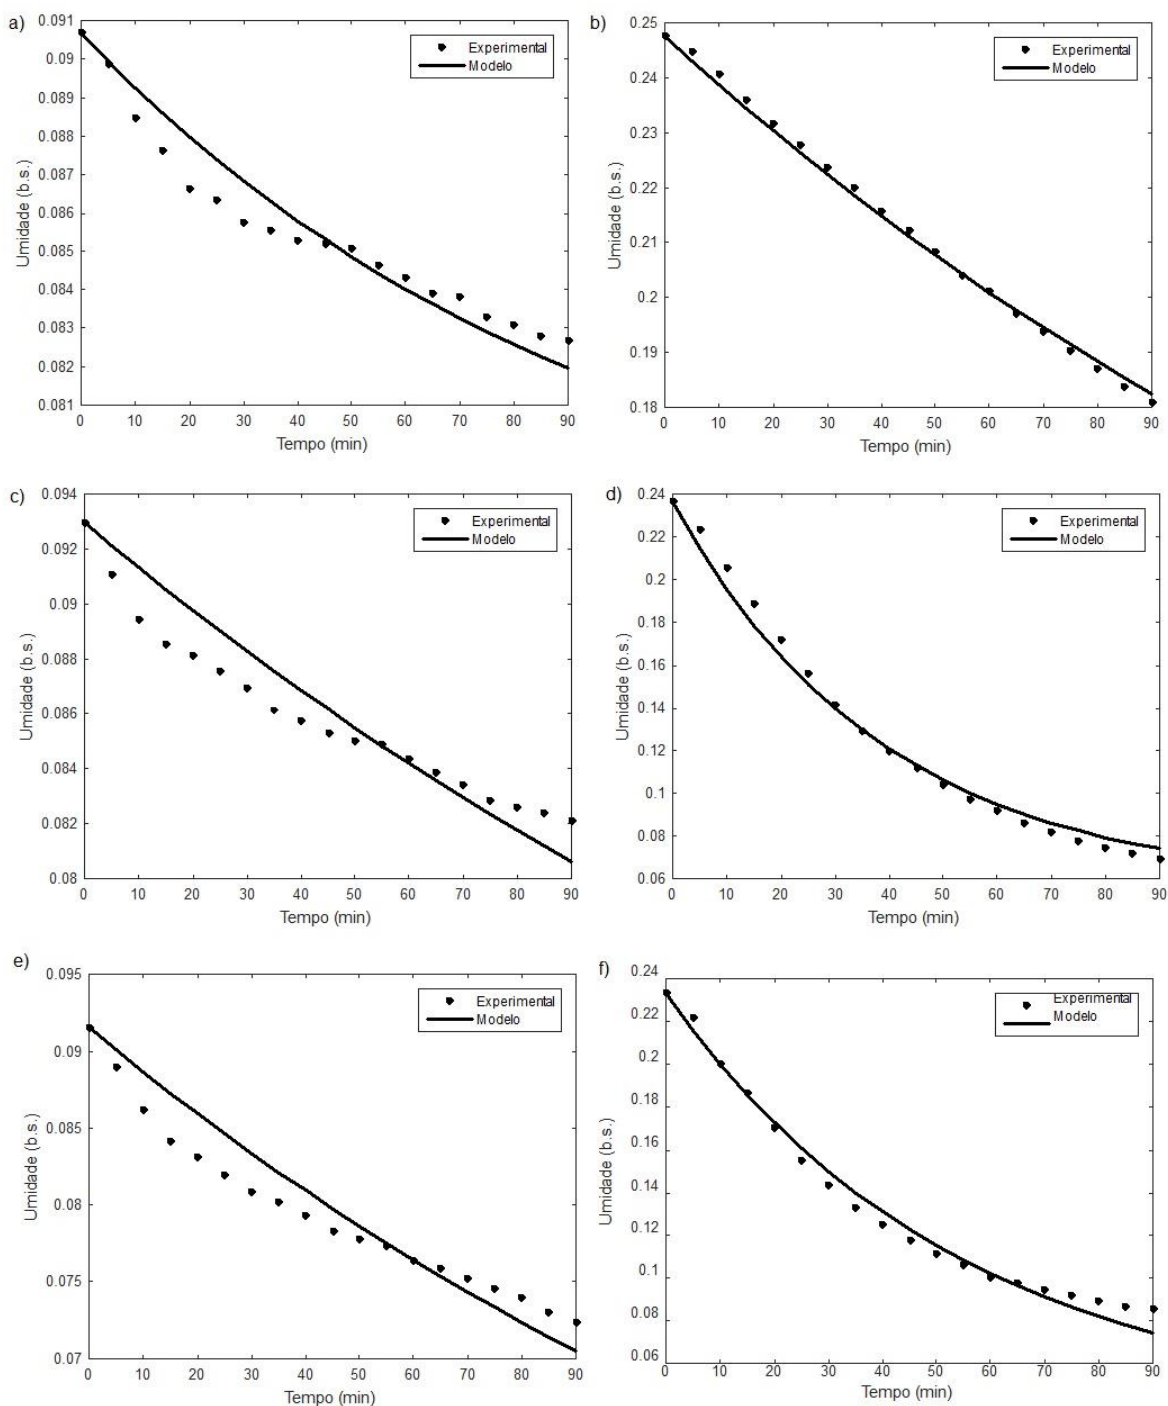 a)
0.091
0.09
0.089
0.088
0.087
0.086
0.085
0.084
0.083
0.082
0.081
Umidade (b.s.)
Experimental
Modelo
0 10 20 30 40 50 60 70 80 90
Tempo (min)
b)
0.25
0.24
0.23
0.22
0.21
0.2
0.19
0.18
Umidade (b.s.)
Experimental
Modelo
0 10 20 30 40 50 60 70 80 90
Tempo (min)
c)
0.094
0.092
0.09
0.088
0.086
0.084
0.082
0.08
Umidade (b.s.)
Experimental
Modelo
0 10 20 30 40 50 60 70 80 90
Tempo (min)
d)
0.24
0.22
0.2
0.18
0.16
0.14
0.12
0.1
0.08
0.06
Umidade (b.s.)
Experimental
Modelo
0 10 20 30 40 50 60 70 80 90
Tempo (min)
e)
0.095
0.09
0.085
0.08
0.075
0.07
Umidade (b.s.)
Experimental
Modelo
0 10 20 30 40 50 60 70 80 90
Tempo (min)
f)
0.24
0.22
0.2
0.18
0.16
0.14
0.12
0.1
0.08
0.06
Umidade (b.s.)
Experimental
Modelo
0 10 20 30 40 50 60 70 80 90
Tempo (min)